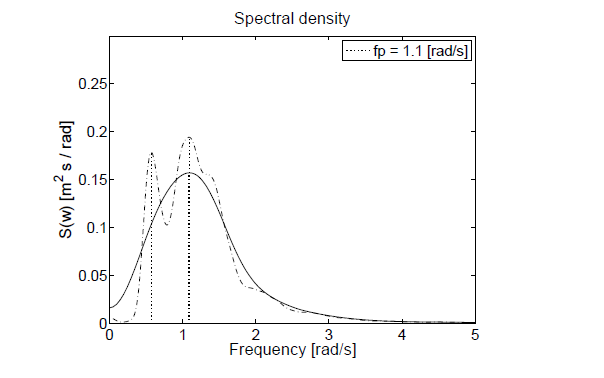 Spectral density
fp = 1.1 [rad/s]
0.25
0.2
0.15
0.1
0.05
0
S(w) [m² s / rad]
0 1 2 3 4 5
Frequency [rad/s]